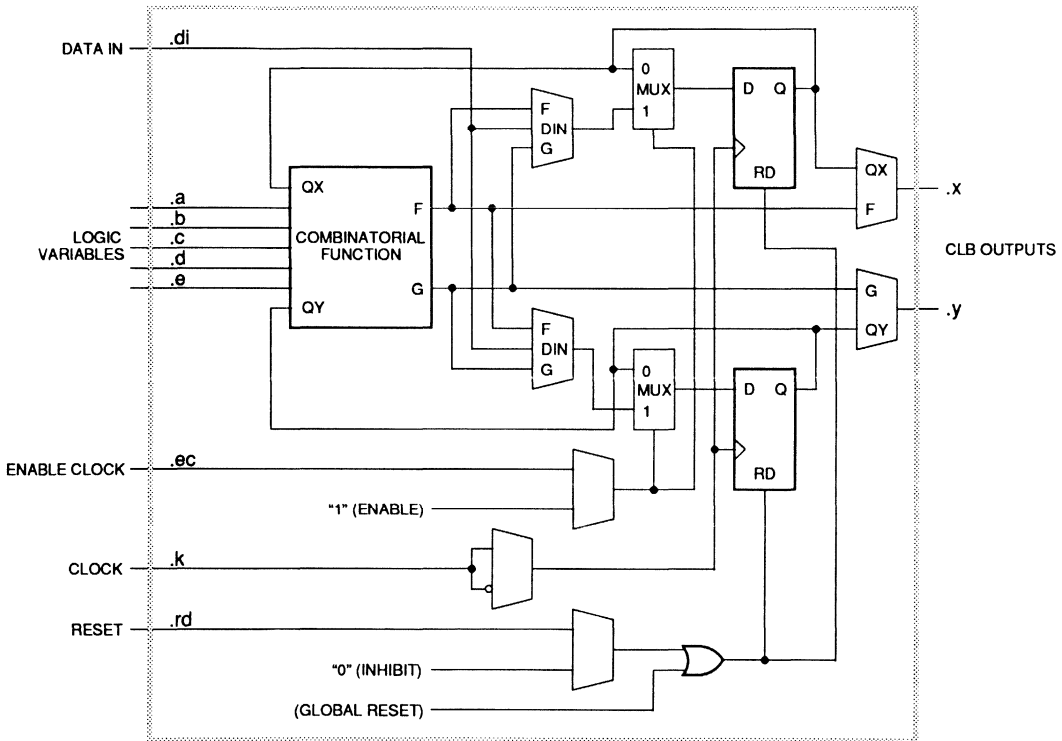 DATA IN
.di
0
MUX
1
D Q
RD
F
DIN
G
QX
F
.x
QX
COMBINATORIAL
FUNCTION
F
G
QY
.a
.b
.c
.d
.e
LOGIC
VARIABLES
CLB OUTPUTS
G
QY
.y
F
DIN
G
0
MUX
1
D Q
RD
ENABLE CLOCK
.ec
“1” (ENABLE)
CLOCK
.k
RESET
.rd
“0” (INHIBIT)
(GLOBAL RESET)